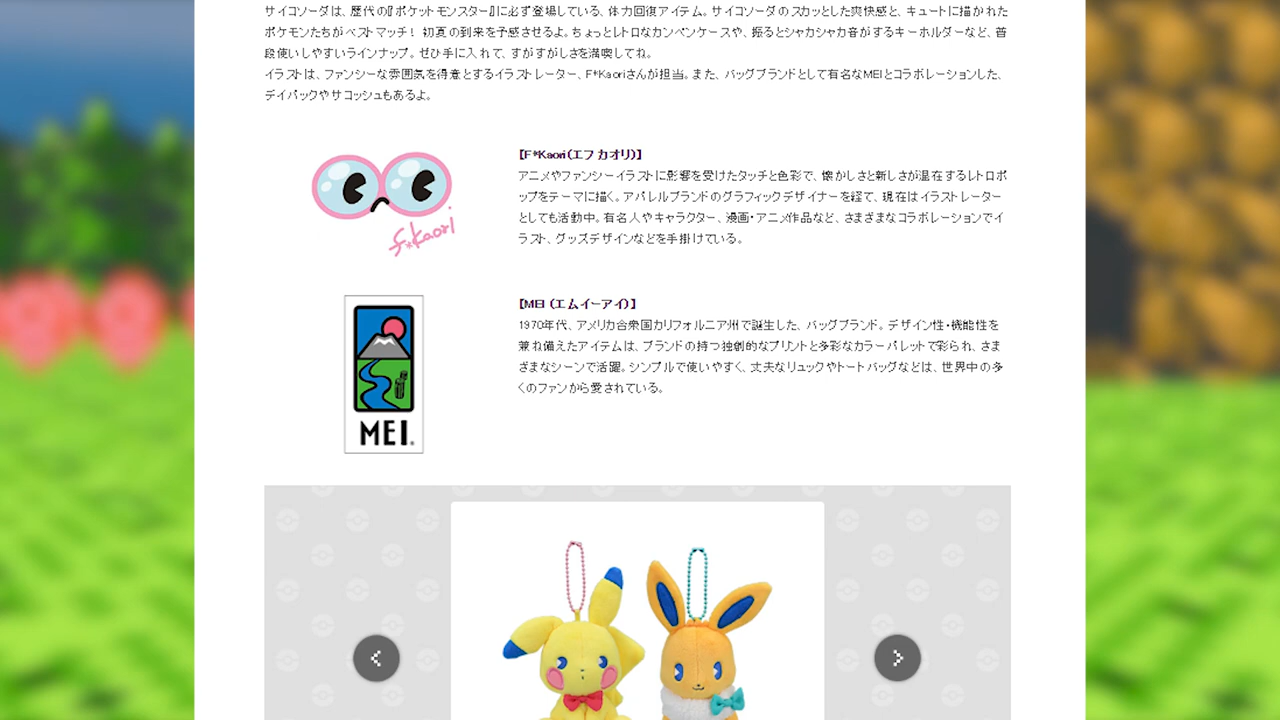 サイコソーダは、歴代の『ポケットモンスター』に必ず登場している、体力回復アイテム。サイコソーダのスカッとした爽快感と、キュートに描かれた
ポケモンたちがベストマッチ！ 初夏の到来を予感させるよ。ちょっとレトロなカンペンケースや、振るとシャカシャカ音がするキーホルダーなど、普
段使いしやすいラインナップ。ぜひ手に入れて、すがすがしさを満喫してね。
イラストは、ファンシーな雰囲気を得意とするイラストレーター、F*Kaoriさんが担当。また、バッグブランドとして有名なMEIとコラボレーションした、
デイパックやサコッシュもあるよ。
F*Kaori
【F*Kaori（エフ カオリ）】
アニメやファンシーイラストに影響を受けたタッチと色彩で、懐かしさと新しさが混在するレトロポ
ップをテーマに描く。アパレルブランドのグラフィックデザイナーを経て、現在はイラストレーター
としても活動中。有名人やキャラクター、漫画・アニメ作品など、さまざまなコラボレーションでイ
ラスト、グッズデザインなどを手掛けている。
MEI®
【MEI （エムイーアイ）】
1970年代、アメリカ合衆国カリフォルニア州で誕生した、バッグブランド。デザイン性・機能性を
兼ね備えたアイテムは、ブランドの持つ独創的なプリントと多彩なカラーパレットで彩られ、さま
ざまなシーンで活躍。シンプルで使いやすく、丈夫なリュックやトートバッグなどは、世界中の多
くのファンから愛されている。